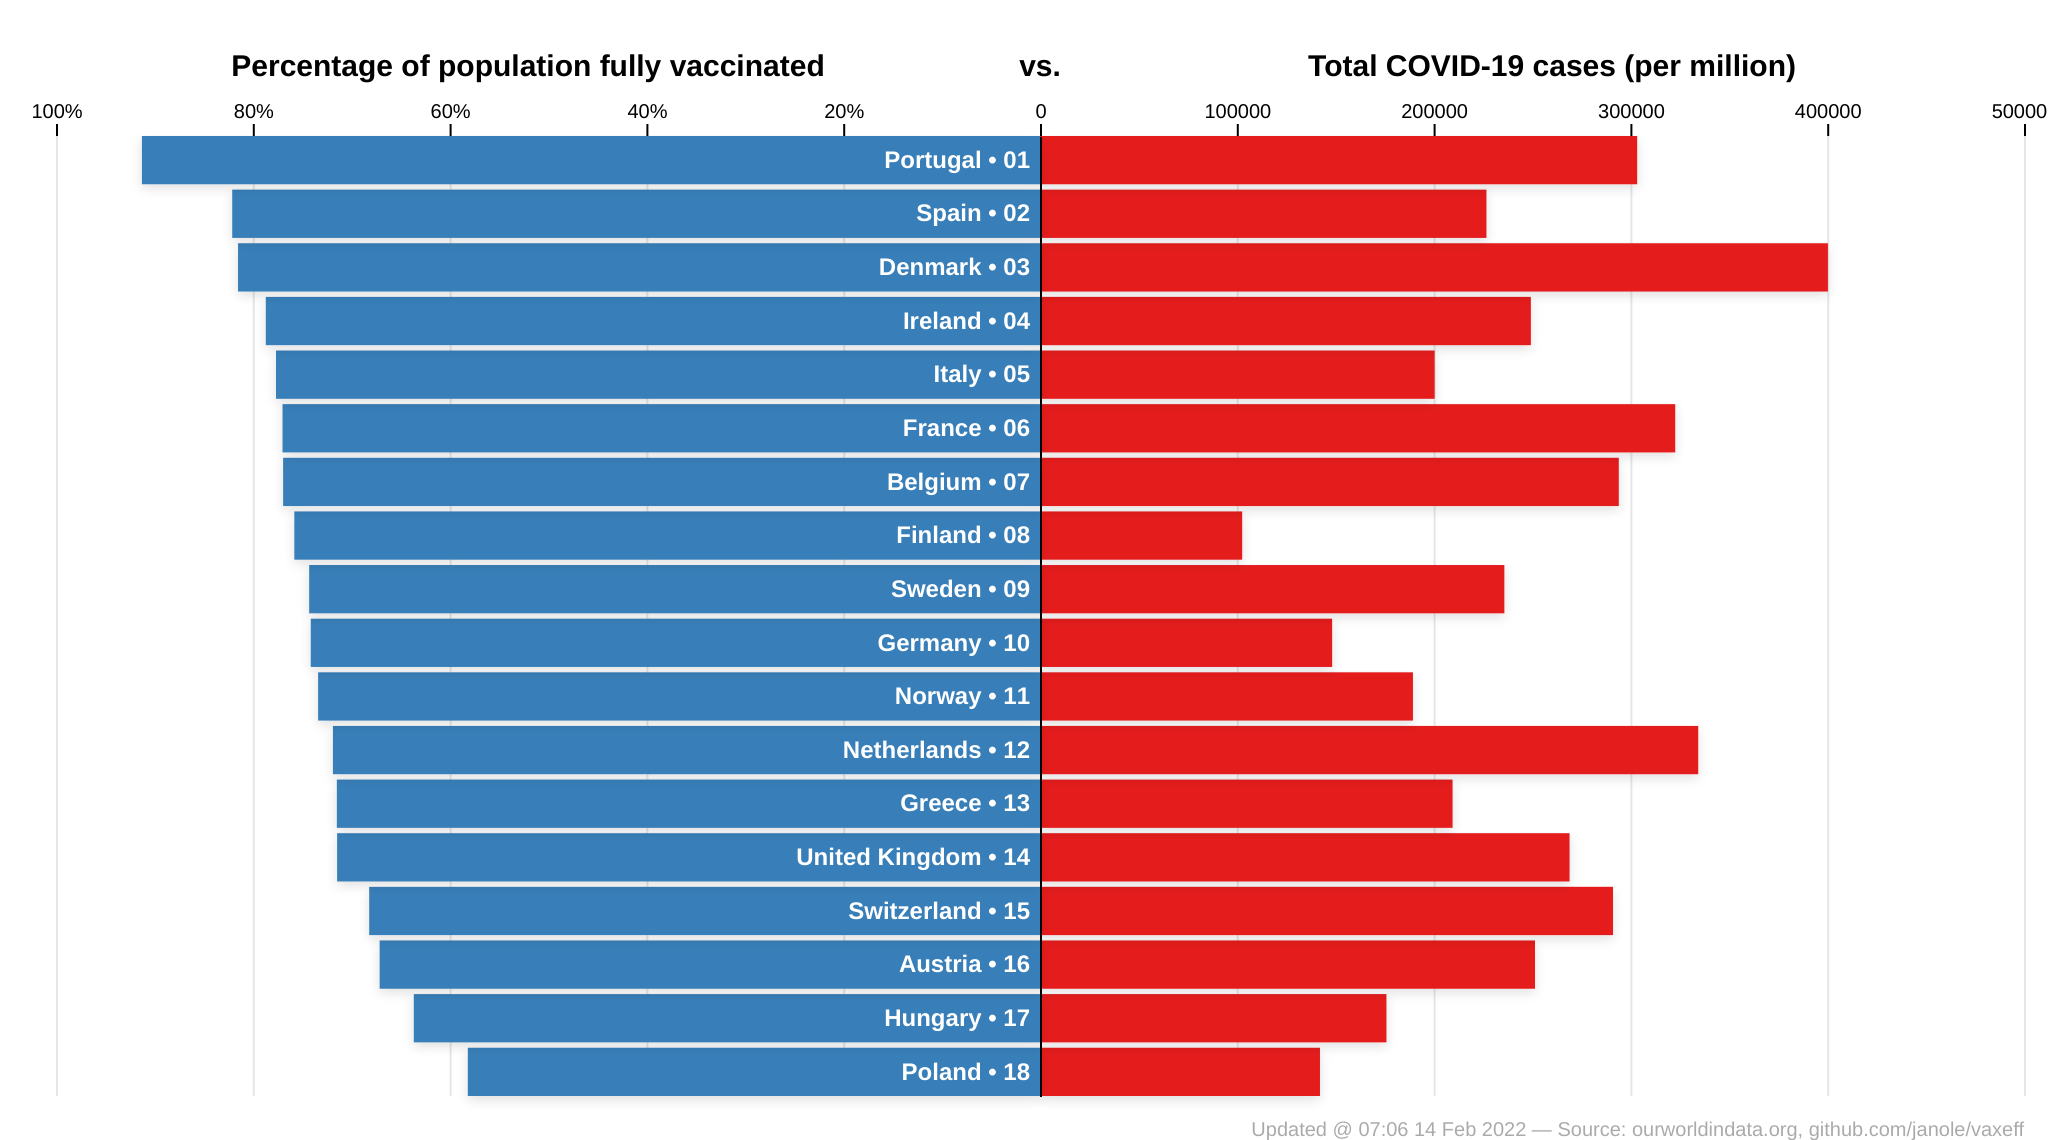 Percentage of population fully vaccinated vs. Total COVID-19 cases (per million)
100% 80% 60% 40% 20% 0 100000 200000 300000 400000 50000
Portugal • 01
Spain • 02
Denmark • 03
Ireland • 04
Italy • 05
France • 06
Belgium • 07
Finland • 08
Sweden • 09
Germany • 10
Norway • 11
Netherlands • 12
Greece • 13
United Kingdom • 14
Switzerland • 15
Austria • 16
Hungary • 17
Poland • 18
Updated @ 07:06 14 Feb 2022 — Source: ourworldindata.org, github.com/janole/vaxeff